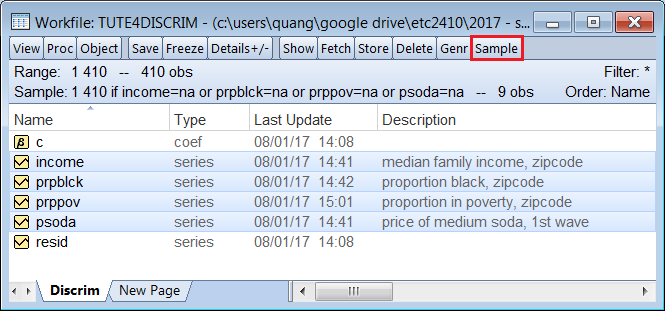 Workfile: TUTE4DISCRIM - (c:\users\quang\google drive\etc2410\2017 - s...
View Proc Object Save Freeze Details+/- Show Fetch Store Delete Genr Sample
Range: 1 410 -- 410 obs Filter: *
Sample: 1 410 if income=na or prpblck=na or prppov=na or psoda=na -- 9 obs Order: Name
Name Type Last Update Description
β c coef 08/01/17 14:08
income series 08/01/17 14:41 median family income, zipcode
prpblck series 08/01/17 14:42 proportion black, zipcode
prppov series 08/01/17 15:01 proportion in poverty, zipcode
psoda series 08/01/17 14:41 price of medium soda, 1st wave
resid series 08/01/17 14:08
Discrim New Page